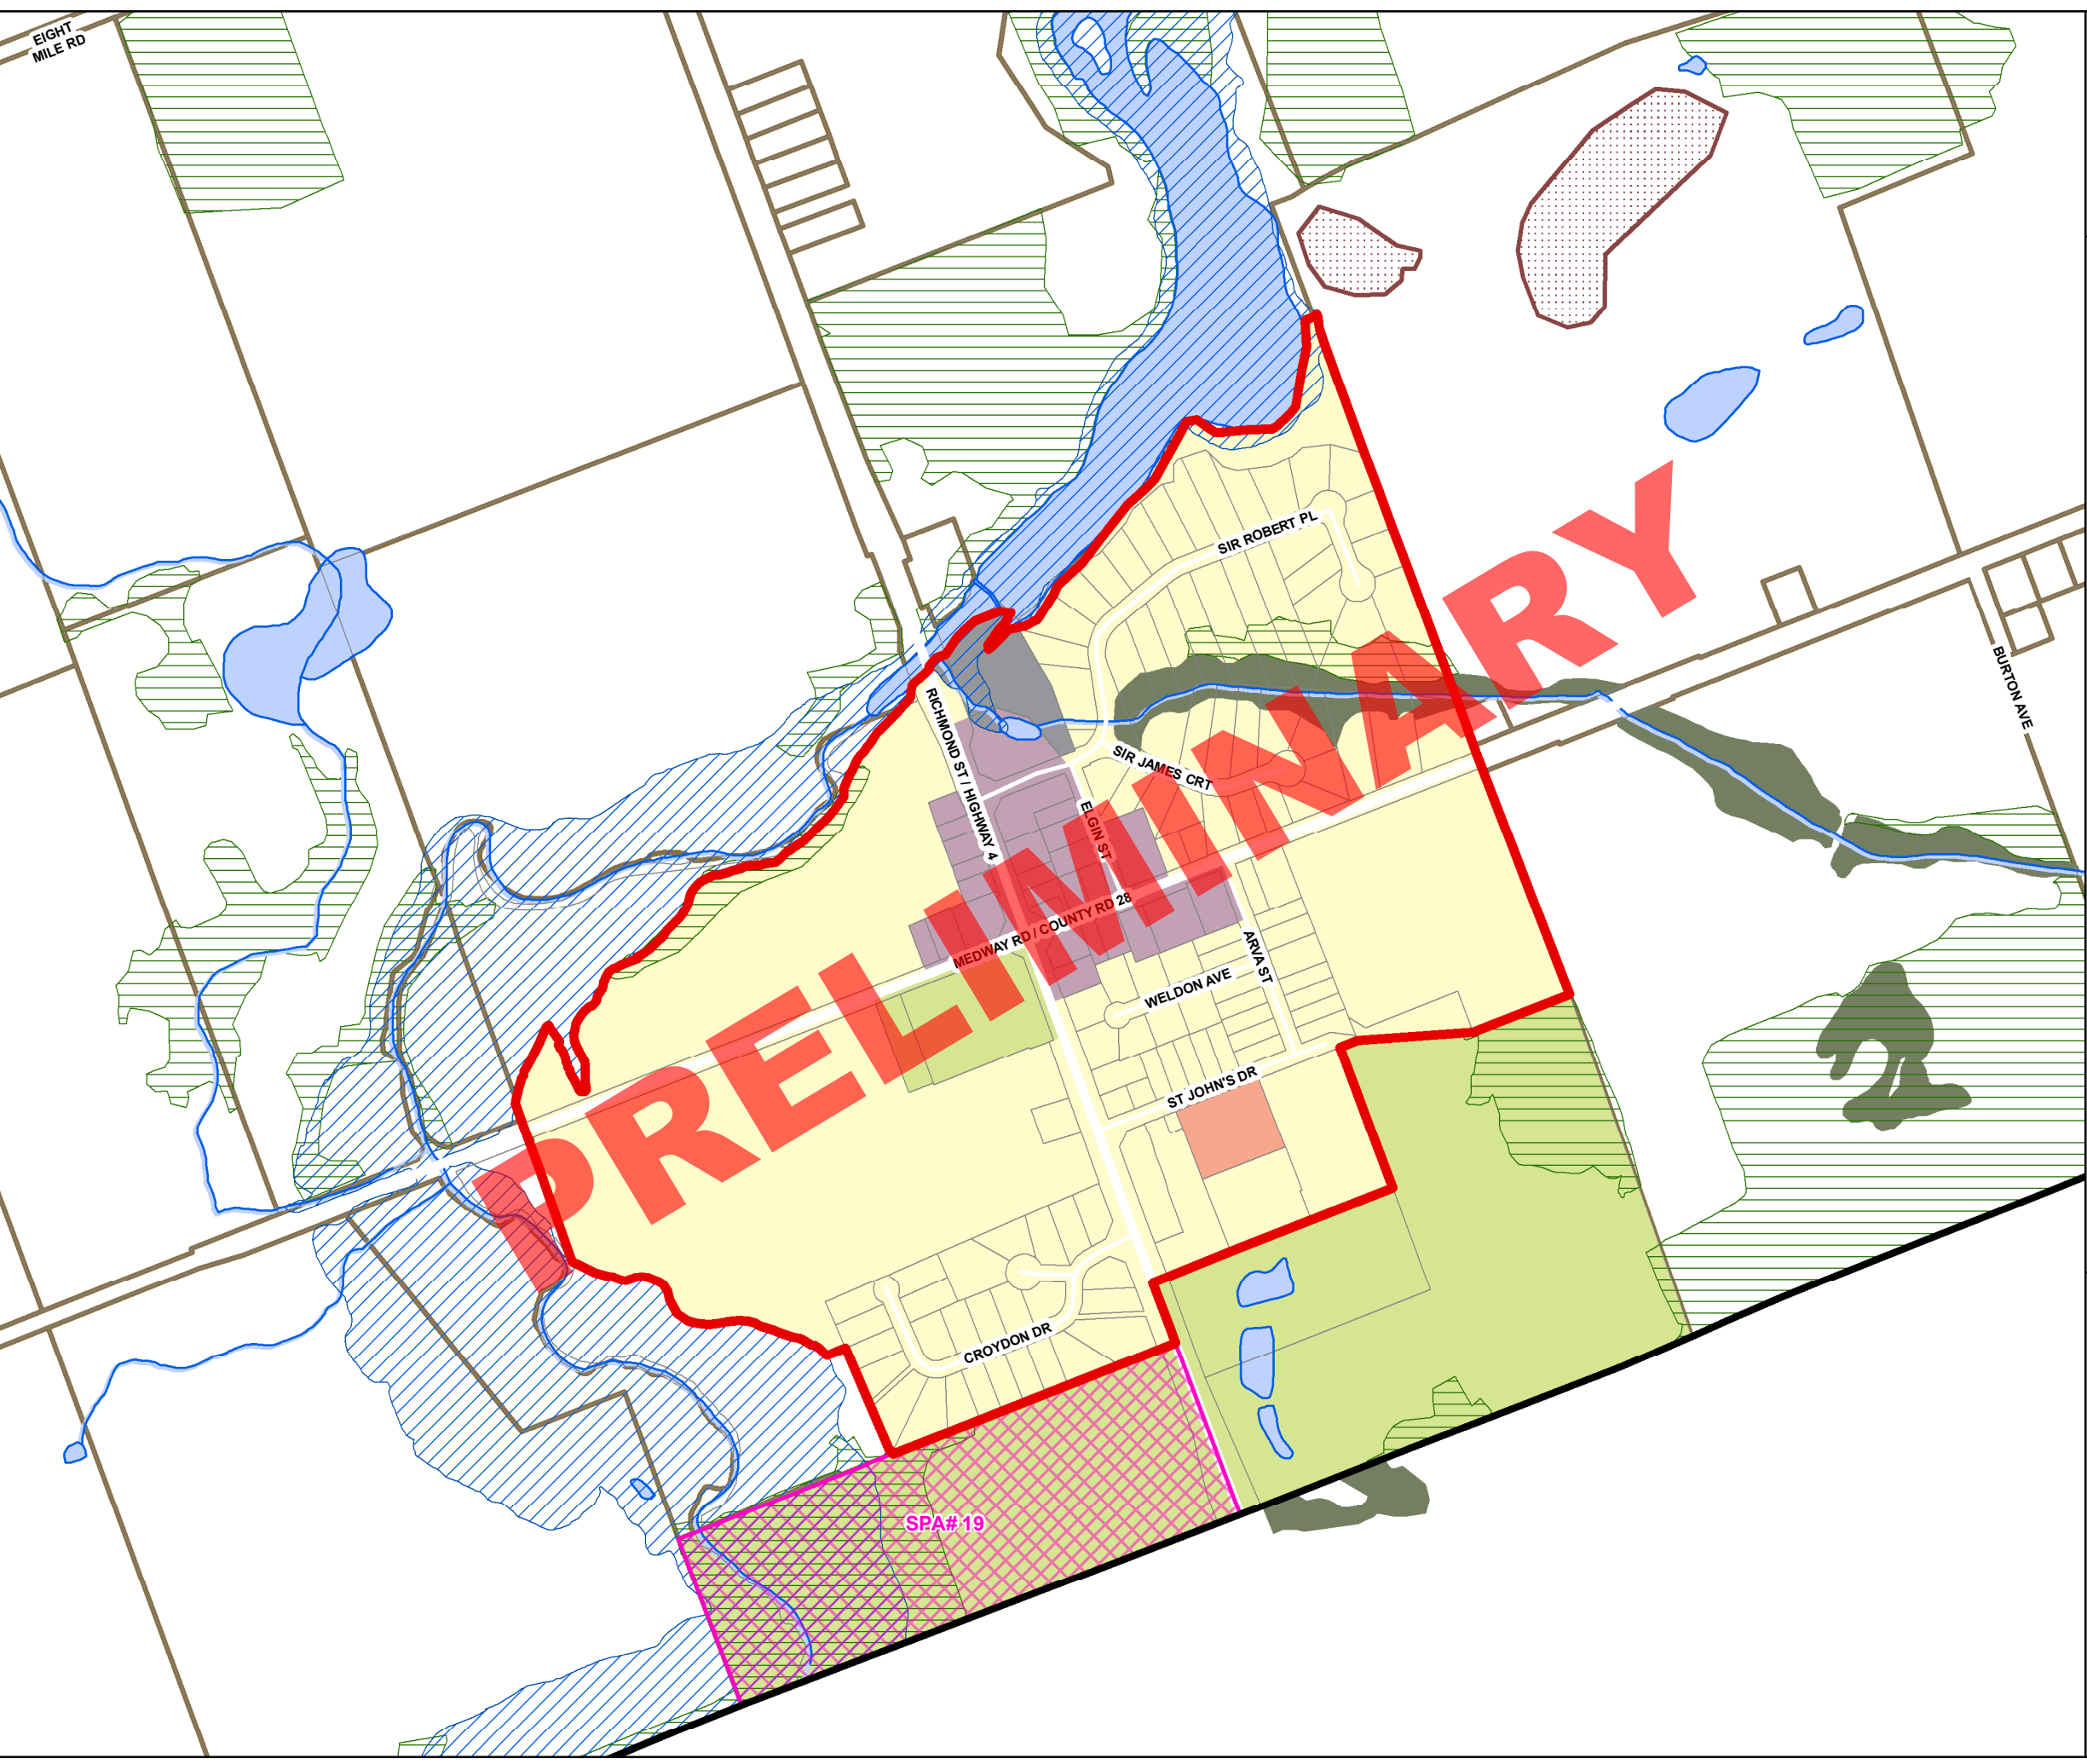 EIGHT
MILE RD
SIR ROBERT PL
BURTON AVE
RICHMOND ST / HIGHWAY 4
SIR JAMES CRT
ELGIN ST
MEDWAY RD / COUNTY RD 28
ARVA ST
WELDON AVE
ST JOHN'S DR
CROYDON DR
SPA# 19
PRELIMINARY